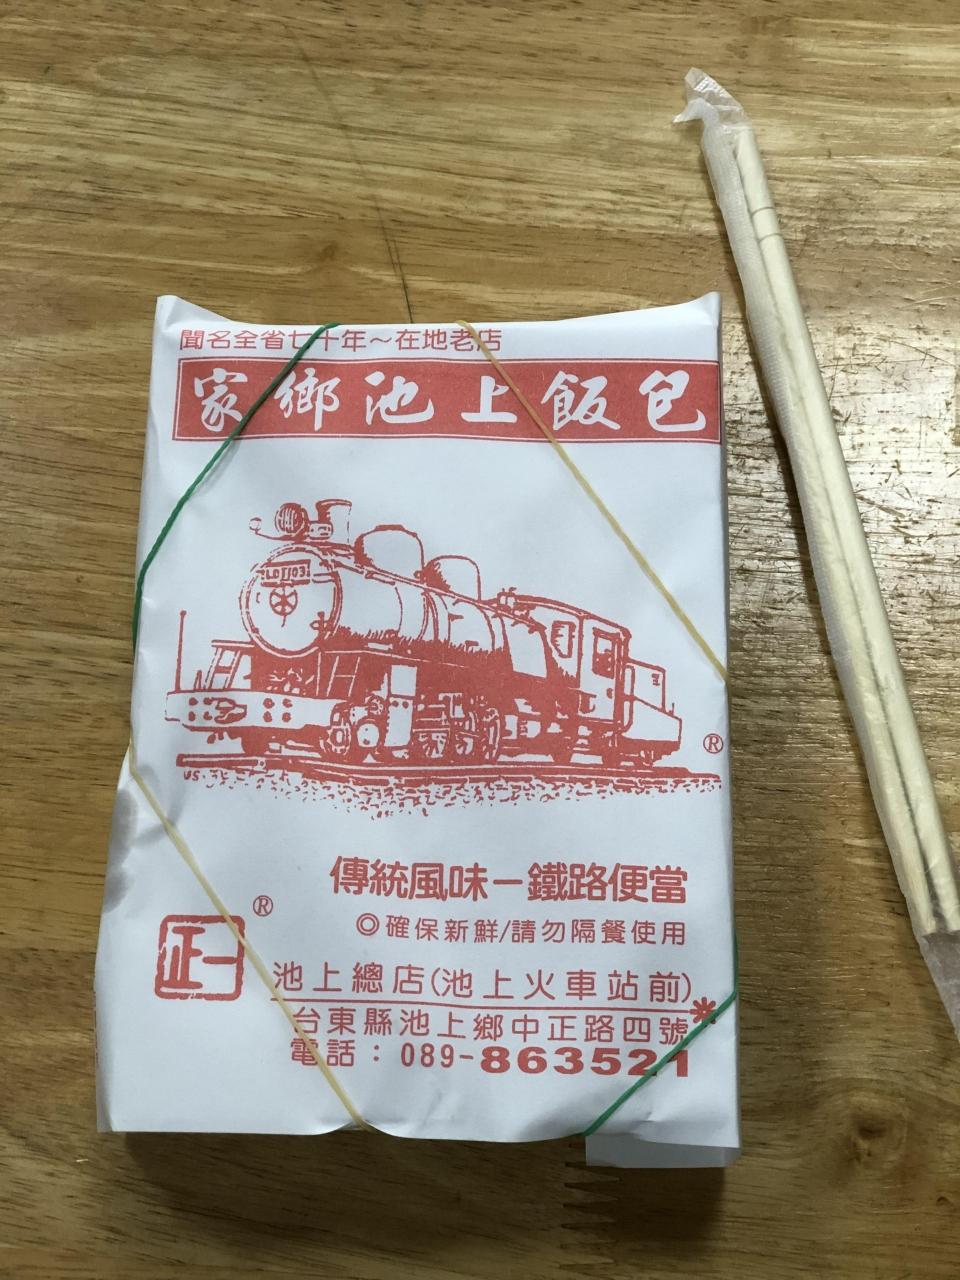 聞名全省七十年～在地老店
家鄉池上飯包
LDT103
®
傳統風味－鐵路便當
◎確保新鮮/請勿隔餐使用
®
正一
池上總店(池上火車站前)
台東縣池上鄉中正路四號
電話：089-863521